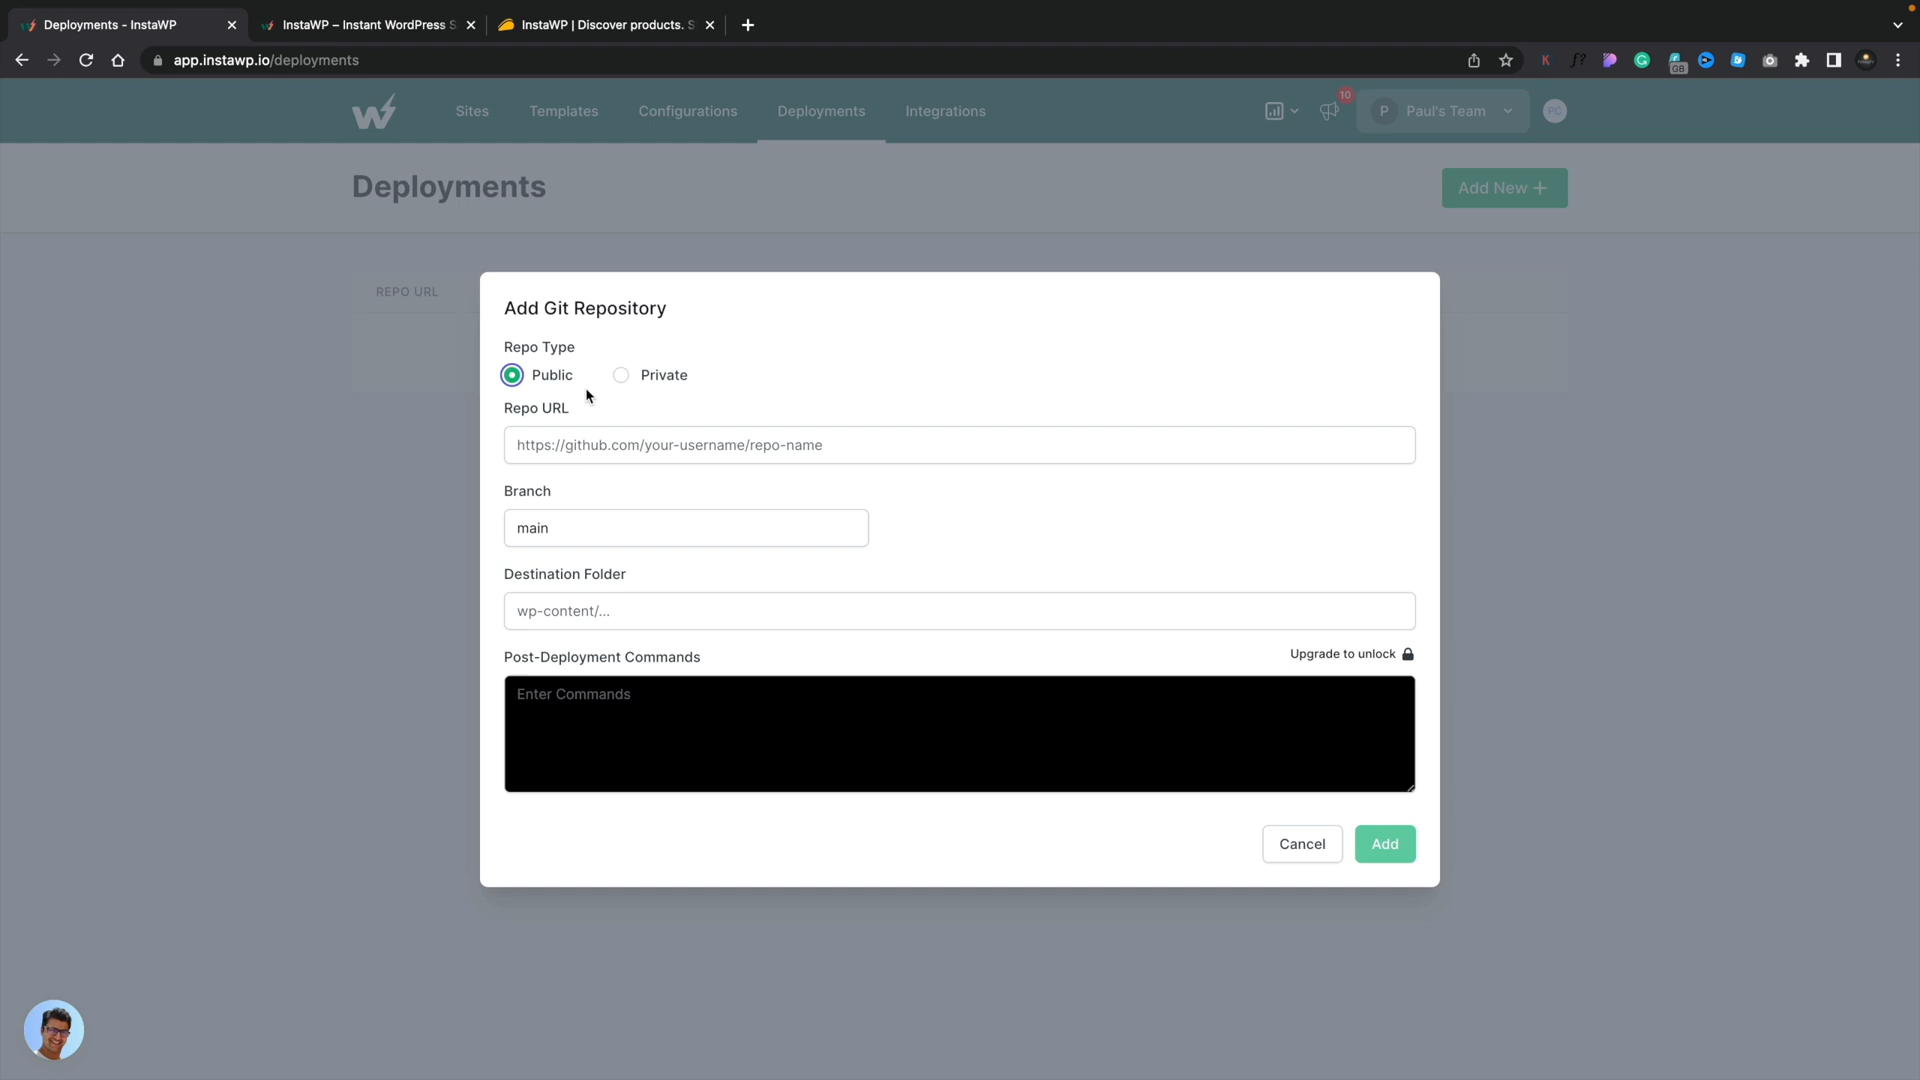 Deployments - InstaWP
InstaWP – Instant WordPress S
InstaWP | Discover products. S
app.instawp.io/deployments
K
f?
GB
Sites
Templates
Configurations
Deployments
Integrations
10
P
Paul's Team
PC
Deployments
Add New +
REPO URL
Add Git Repository
Repo Type
Public
Private
Repo URL
https://github.com/your-username/repo-name
Branch
main
Destination Folder
wp-content/...
Post-Deployment Commands
Upgrade to unlock
Enter Commands
Cancel
Add